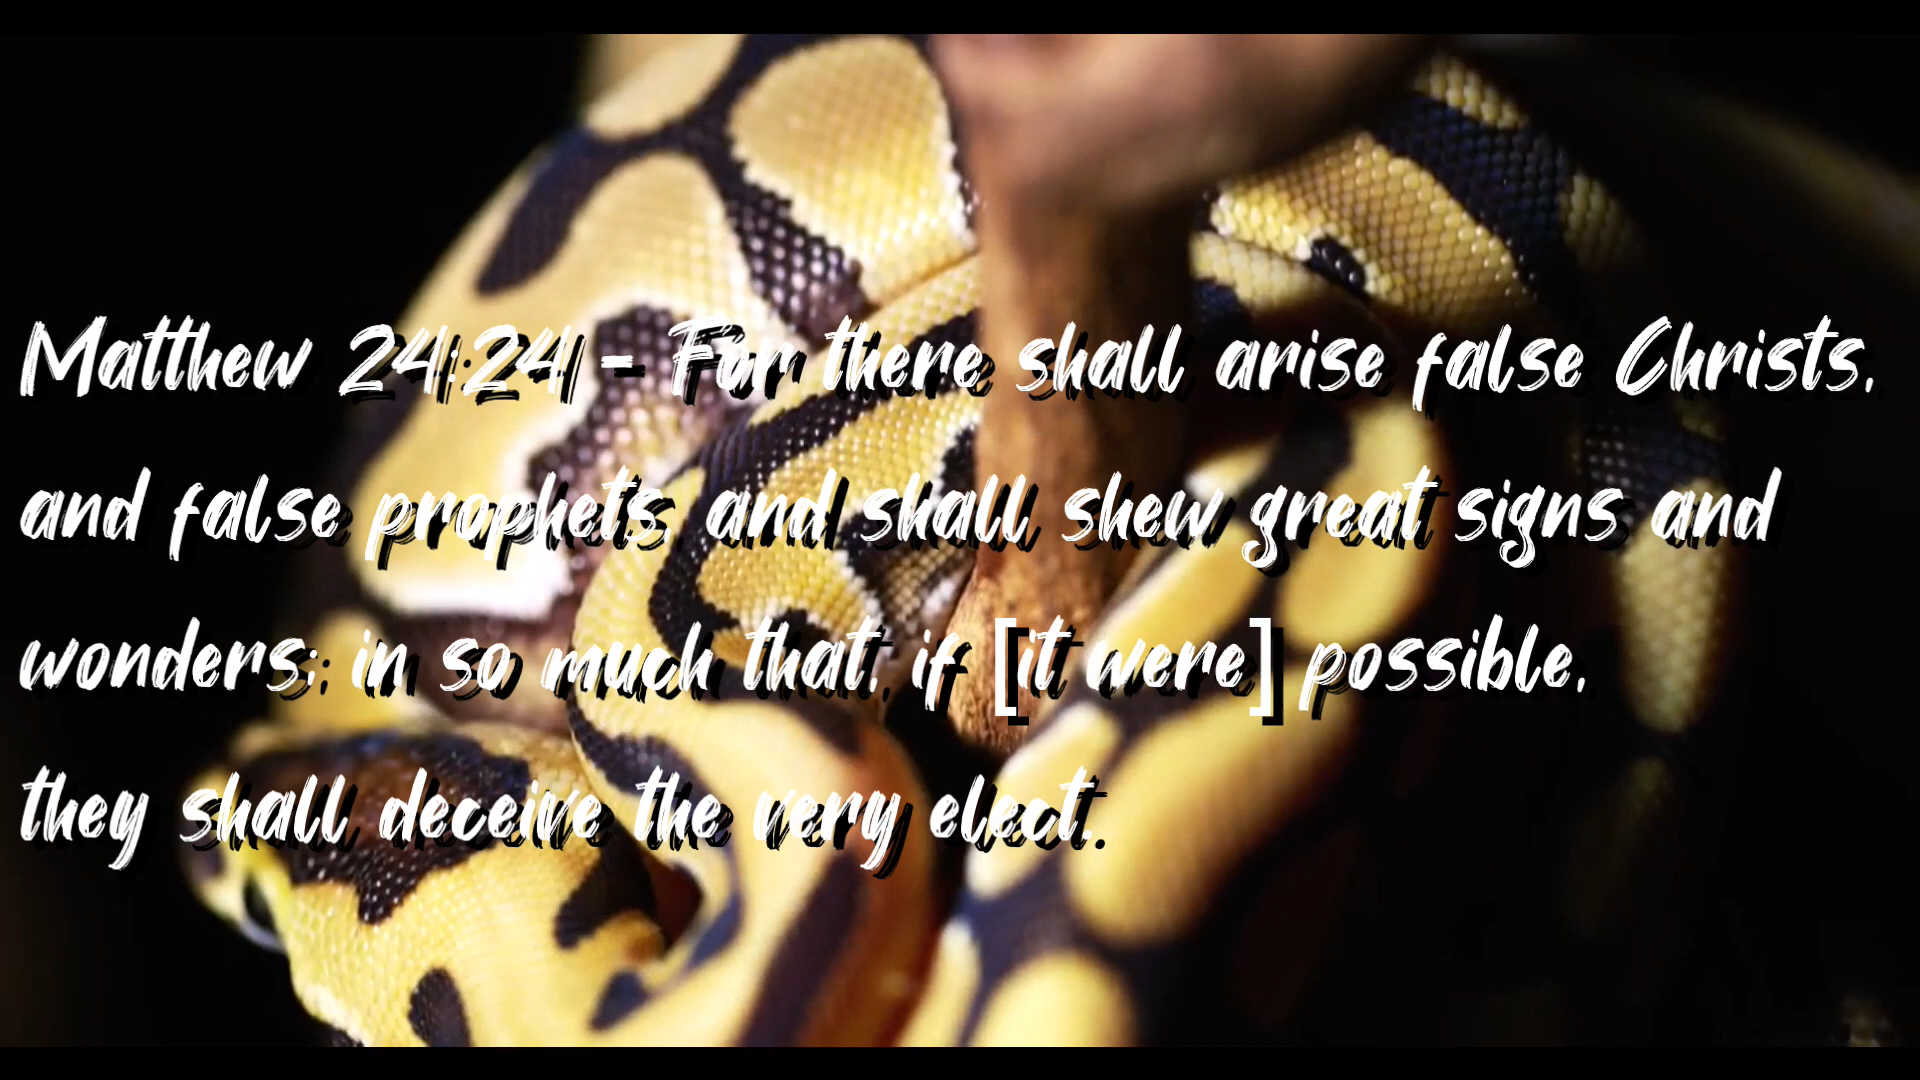 Matthew 24:24 - For there shall arise false Christs,
and false prophets, and shall shew great signs and
wonders; in so much that, if [it were] possible,
they shall deceive the very elect.